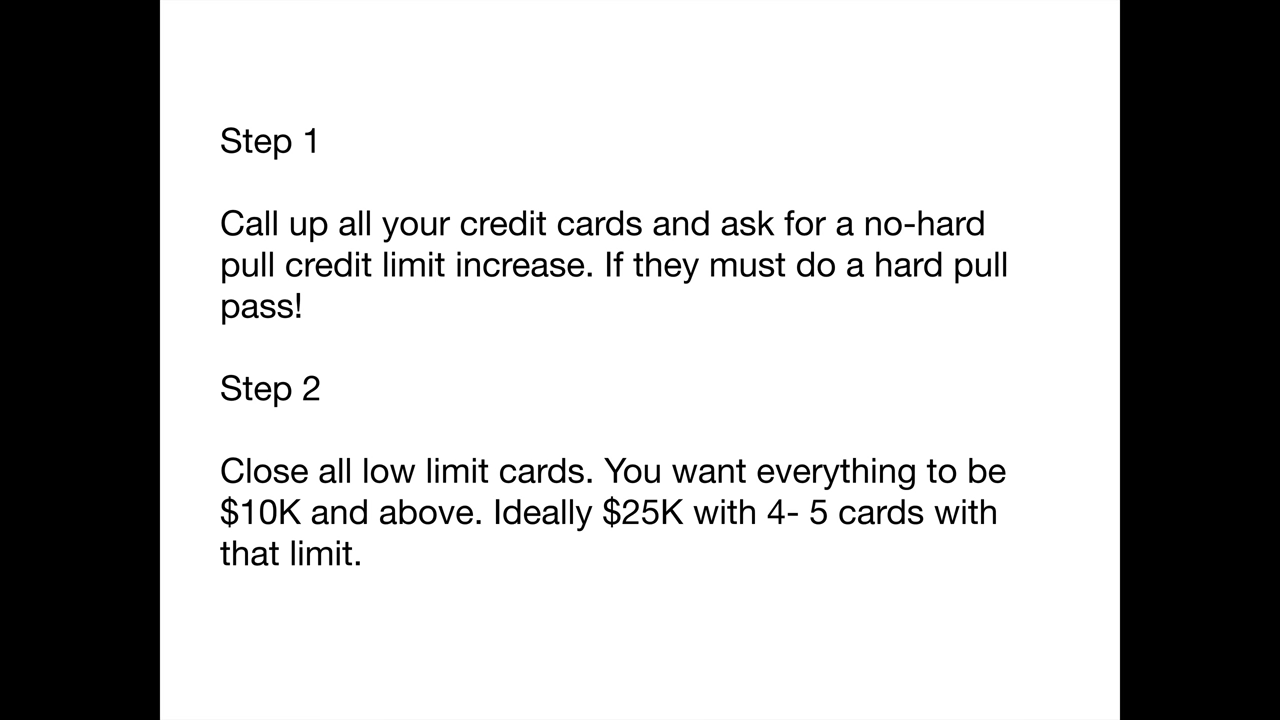 Step 1
Call up all your credit cards and ask for a no-hard
pull credit limit increase. If they must do a hard pull
pass!
Step 2
Close all low limit cards. You want everything to be
$10K and above. Ideally $25K with 4- 5 cards with
that limit.